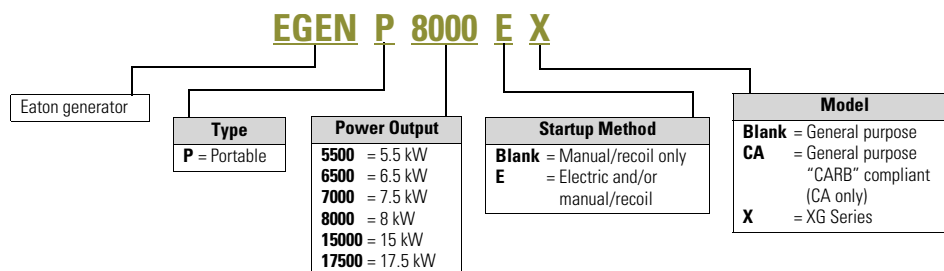 EGEN P 8000 E X
Eaton generator
Type
P = Portable
Power Output
5500 = 5.5 kW
6500 = 6.5 kW
7000 = 7.5 kW
8000 = 8 kW
15000 = 15 kW
17500 = 17.5 kW
Startup Method
Blank = Manual/recoil only
E = Electric and/or
manual/recoil
Model
Blank = General purpose
CA = General purpose
“CARB” compliant
(CA only)
X = XG Series